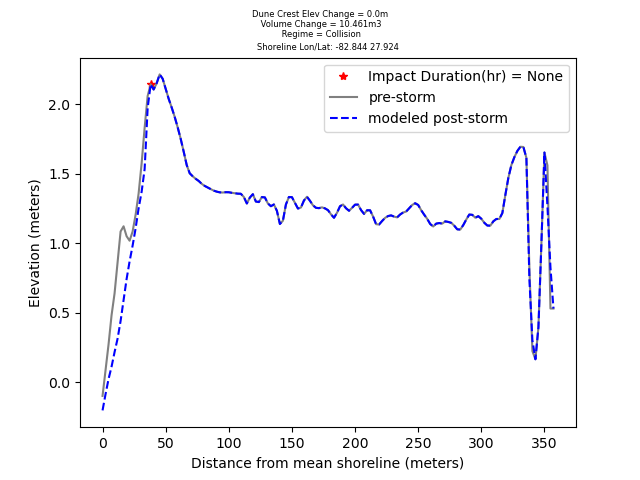 Dune Crest Elev Change = 0.0m
Volume Change = 10.461m3
Regime = Collision
Shoreline Lon/Lat: -82.844 27.924
Impact Duration(hr) = None
pre-storm
modeled post-storm
Elevation (meters)
2.0
1.5
1.0
0.5
0.0
0 50 100 150 200 250 300 350
Distance from mean shoreline (meters)